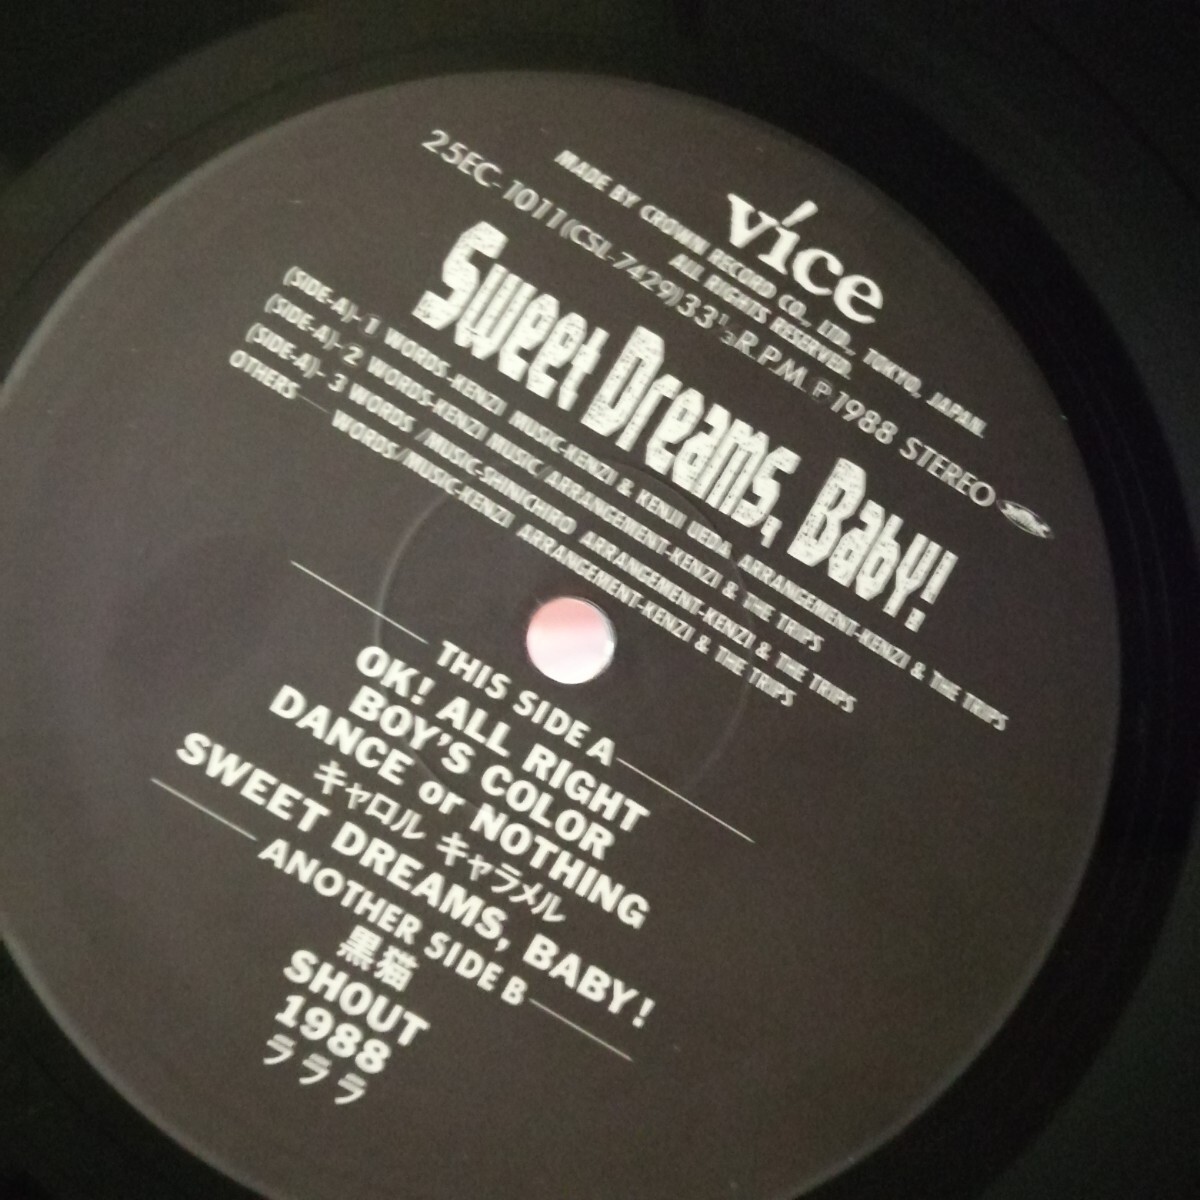 vice
MADE BY CROWN RECORD CO., LTD., TOKYO, JAPAN.
ALL RIGHTS RESERVED.
25EC-1011(CSL-7429)33⅓R.P.M.℗1988 STEREO
Sweet Dreams, Baby!
(SIDE-A)-1 WORDS-KENZI MUSIC-KENZI & KENJI UEDA ARRANGEMENT-KENZI & THE TRIPS
(SIDE-A)-2 WORDS-KENZI MUSIC/ARRANGEMENT-KENZI & THE TRIPS
(SIDE-A)-3 WORDS/MUSIC-SHINICHIRO ARRANGEMENT-KENZI & THE TRIPS
OTHERS— WORDS/MUSIC-KENZI ARRANGEMENT-KENZI & THE TRIPS
THIS SIDE A
OK! ALL RIGHT
BOY'S COLOR
DANCE or NOTHING
キャロル キャラメル
SWEET DREAMS, BABY!
ANOTHER SIDE B
黒猫
SHOUT
1988
ラララ